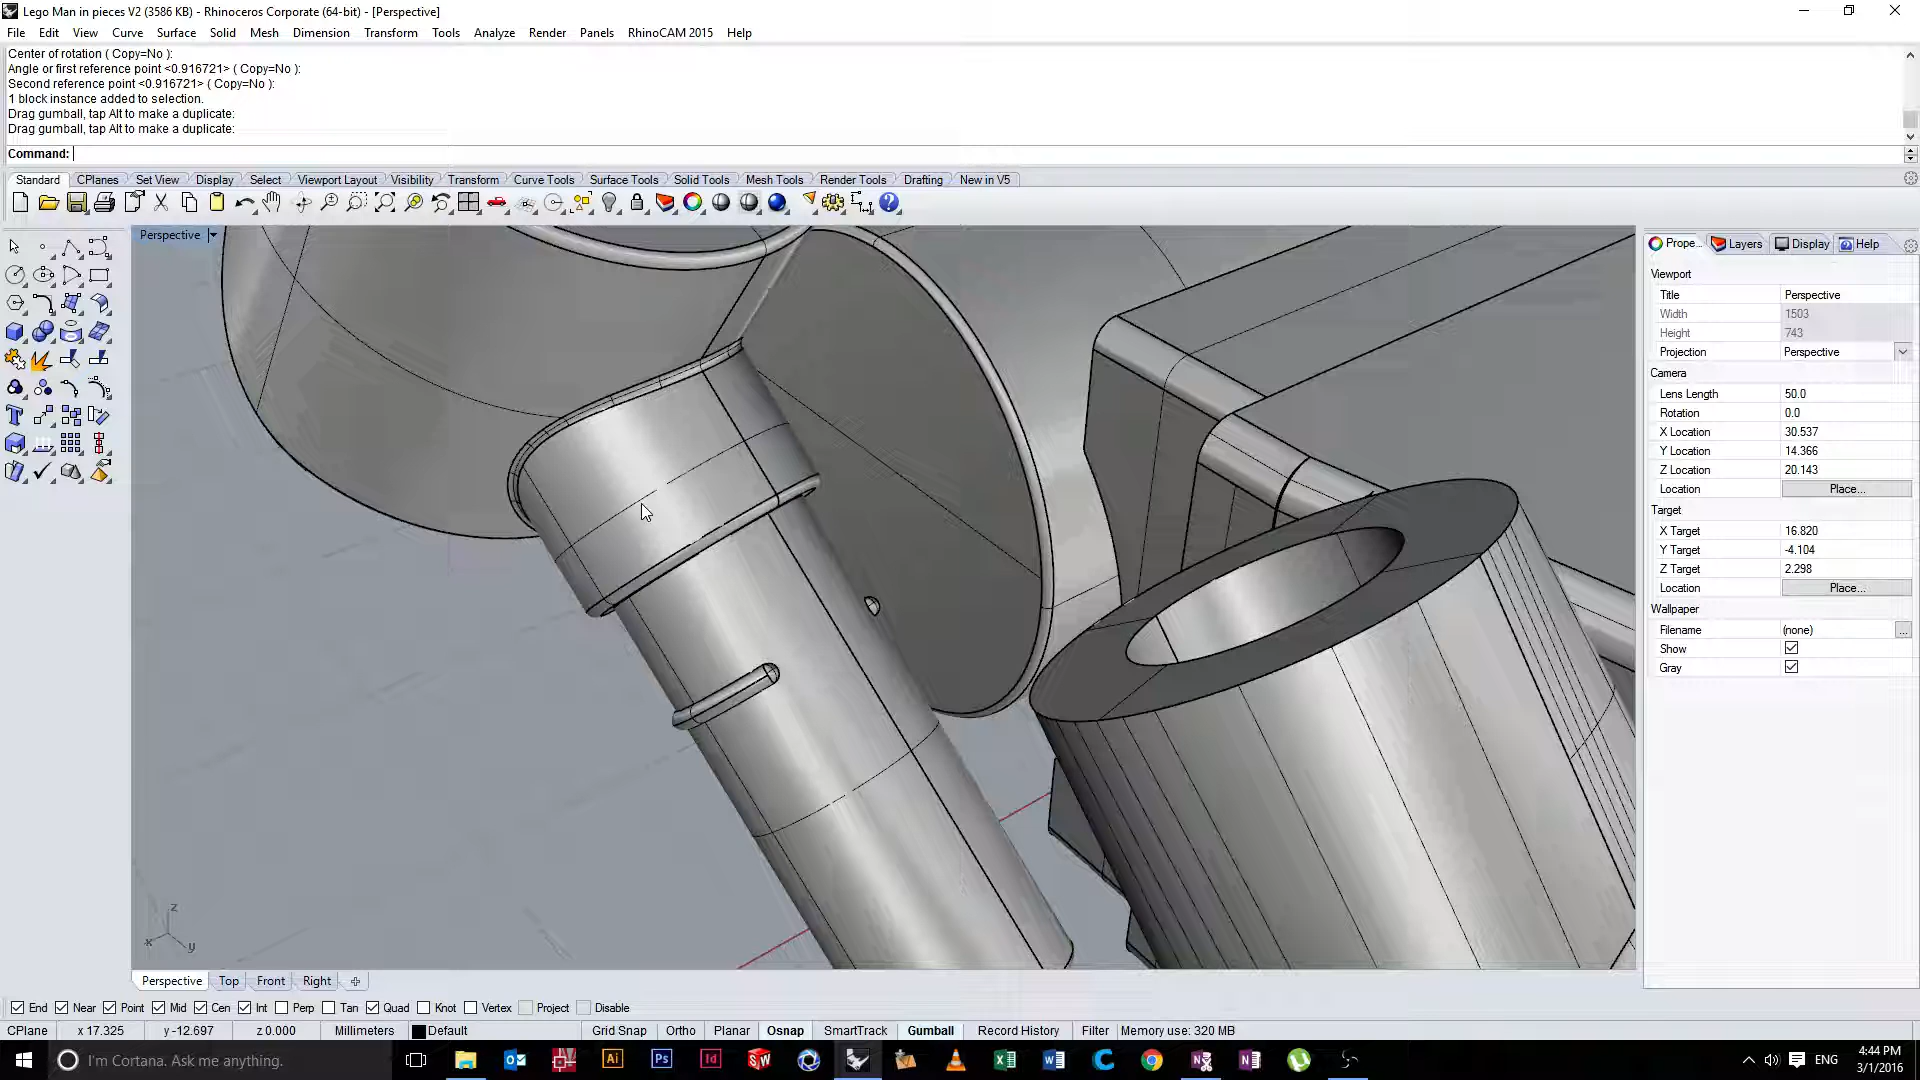 Lego Man in pieces V2 (3586 KB) - Rhinoceros Corporate (64-bit) - [Perspective]
File Edit View Curve Surface Solid Mesh Dimension Transform Tools Analyze Render Panels RhinoCAM 2015 Help
Center of rotation ( Copy=No ):
Angle or first reference point <0.916721> ( Copy=No ):
Second reference point <0.916721> ( Copy=No ):
1 block instance added to selection.
Drag gumball, tap Alt to make a duplicate:
Drag gumball, tap Alt to make a duplicate:
Command:
Standard CPlanes Set View Display Select Viewport Layout Visibility Transform Curve Tools Surface Tools Solid Tools Mesh Tools Render Tools Drafting New in V5
Perspective
Prope... Layers Display Help
Viewport
Title Perspective
Width 1503
Height 743
Projection Perspective
Camera
Lens Length 50.0
Rotation 0.0
X Location 30.537
Y Location 14.366
Z Location 20.143
Location Place...
Target
X Target 16.820
Y Target -4.104
Z Target 2.298
Location Place...
Wallpaper
Filename (none) ...
Show
Gray
z
x y
Perspective Top Front Right
End Near Point Mid Cen Int Perp Tan Quad Knot Vertex Project Disable
CPlane x 17.325 y -12.697 z 0.000 Millimeters Default Grid Snap Ortho Planar Osnap SmartTrack Gumball Record History Filter Memory use: 320 MB
I'm Cortana. Ask me anything.
Ai Ps Id SW
ENG
4:44 PM
3/1/2016